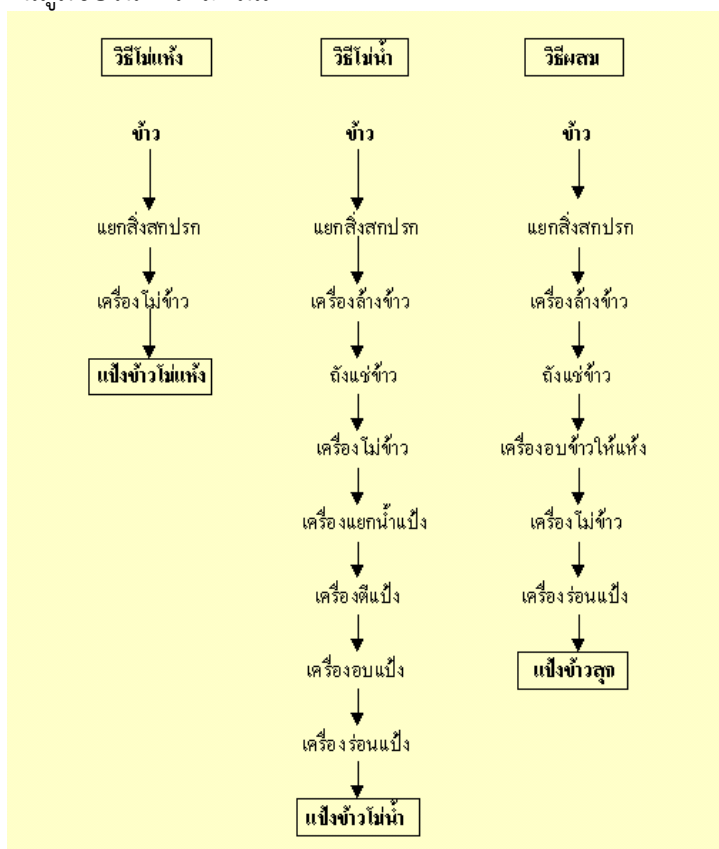 วิธีโม่แห้ง
ข้าว
แยกสิ่งสกปรก
เครื่องโม่ข้าว
แป้งข้าวโม่แห้ง
วิธีโม่น้ำ
ข้าว
แยกสิ่งสกปรก
เครื่องล้างข้าว
ถังแช่ข้าว
เครื่องโม่ข้าว
เครื่องแยกน้ำแป้ง
เครื่องตีแป้ง
เครื่องอบแป้ง
เครื่องร่อนแป้ง
แป้งข้าวโม่น้ำ
วิธีผสม
ข้าว
แยกสิ่งสกปรก
เครื่องล้างข้าว
ถังแช่ข้าว
เครื่องอบข้าวให้แห้ง
เครื่องโม่ข้าว
เครื่องร่อนแป้ง
แป้งข้าวสุก